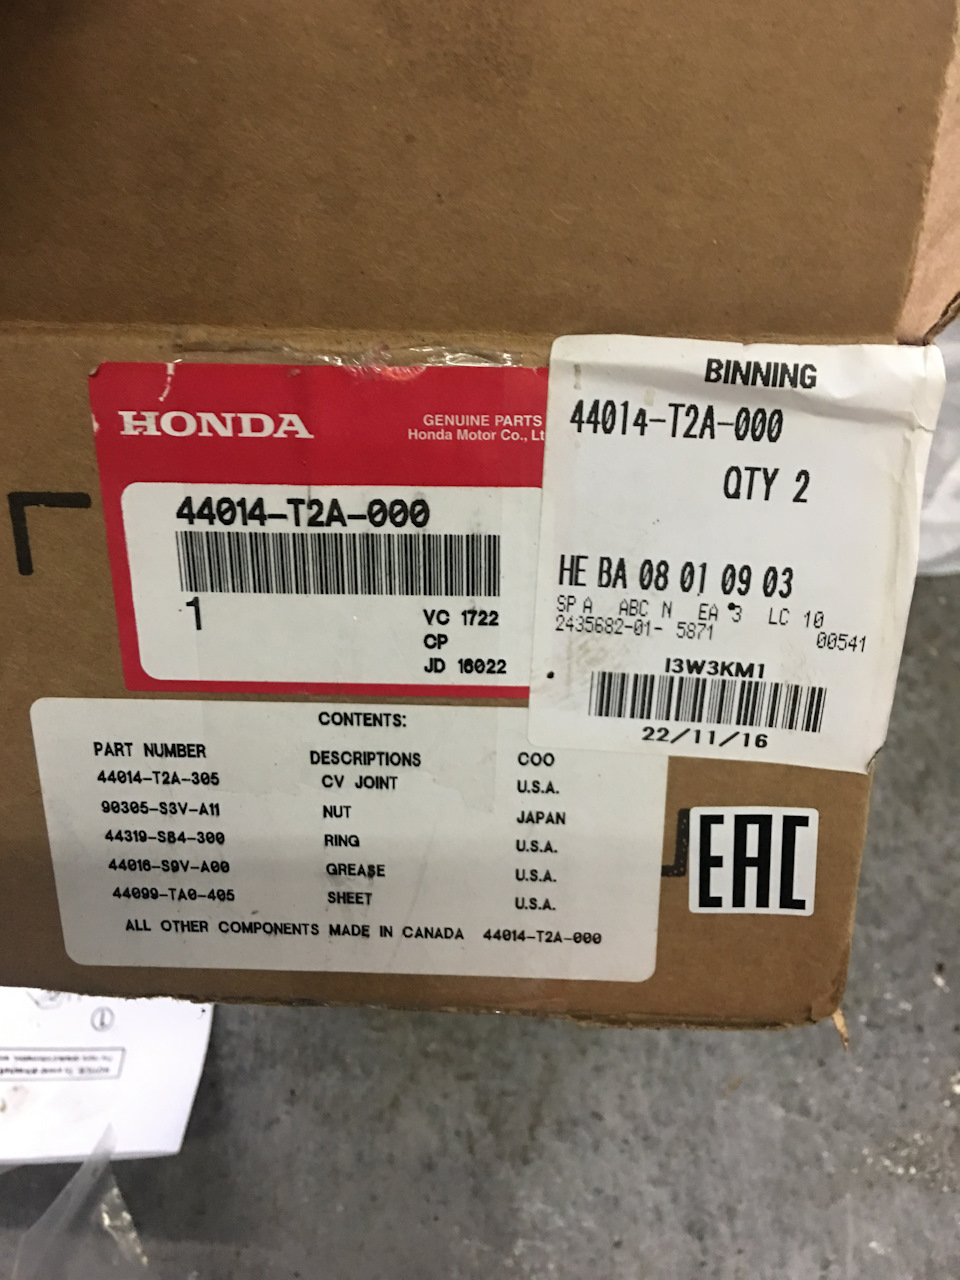 HONDA
GENUINE PARTS
Honda Motor Co., Lt
44014-T2A-000
1
VC 1722
CP
JD 16022
BINNING
44014-T2A-000
QTY 2
HE BA 08 01 09 03
SP A ABC N EA 3 LC 10
2435682-01- 5871
00541
I3W3KM1
22/11/16
CONTENTS:
PART NUMBER DESCRIPTIONS COO
44014-T2A-305 CV JOINT U.S.A.
90305-S3V-A11 NUT JAPAN
44319-SB4-300 RING U.S.A.
44016-S9V-A00 GREASE U.S.A.
44099-TA0-405 SHEET U.S.A.
ALL OTHER COMPONENTS MADE IN CANADA 44014-T2A-000
EAC